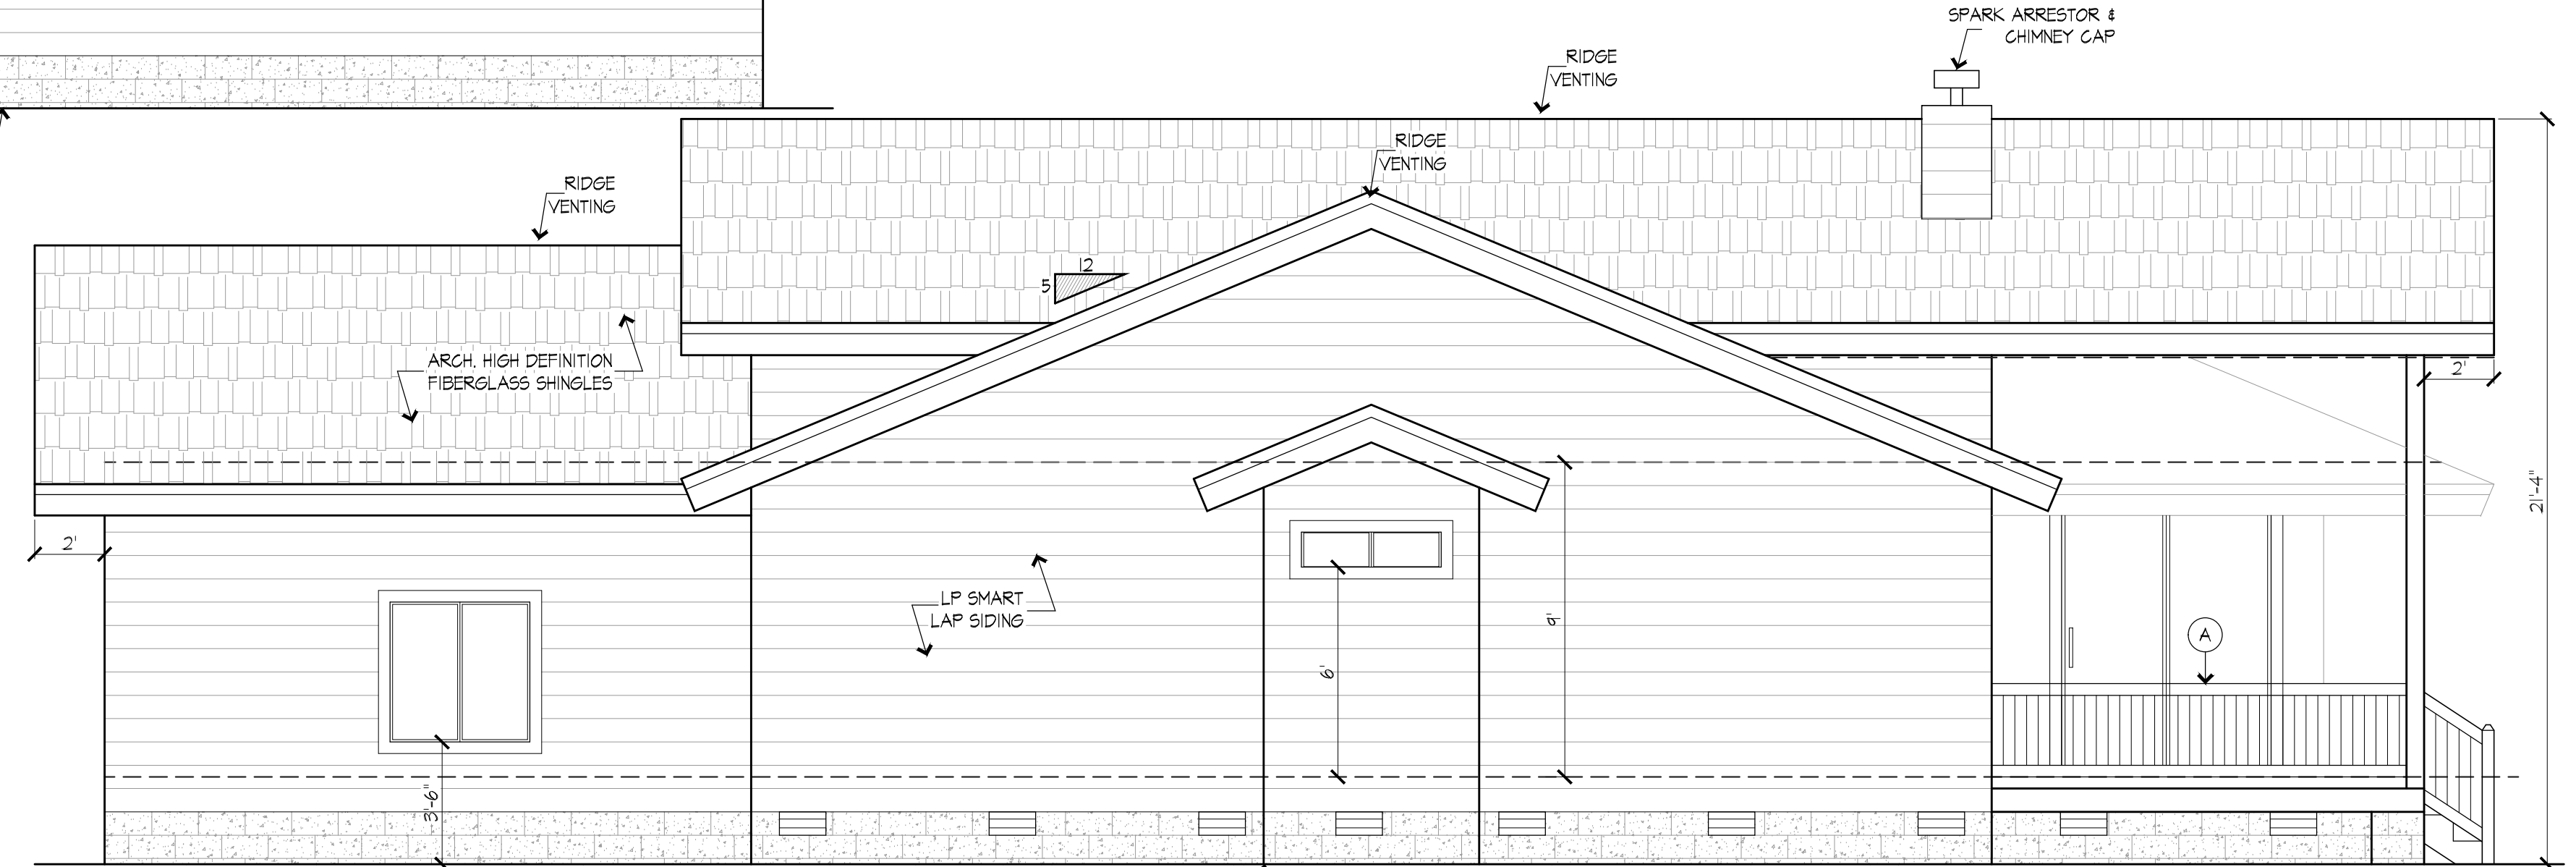 SPARK ARRESTOR &
CHIMNEY CAP
RIDGE
VENTING
RIDGE
VENTING
RIDGE
VENTING
12
5
ARCH. HIGH DEFINITION
FIBERGLASS SHINGLES
2'
2'
21'-4"
LP SMART
LAP SIDING
9'
6'
A
3'-6"